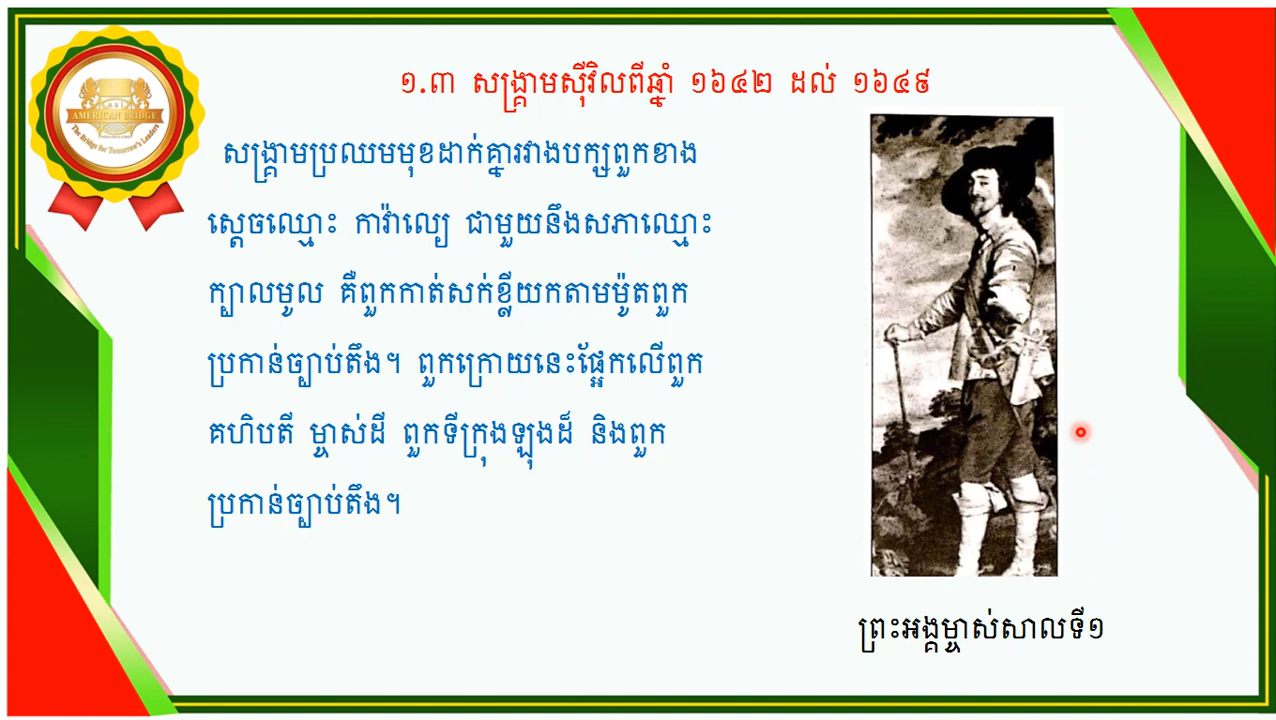 ១.៣ សង្គ្រាមស៊ីវិលពីឆ្នាំ ១៦៤២ ដល់ ១៦៤៩
សង្គ្រាមប្រឈមមុខដាក់គ្នារវាងបក្សពួកខាង
ស្តេចឈ្មោះ កាវ៉ាល្យេ ជាមួយនឹងសភាឈ្មោះ
ក្បាលមូល គឺពួកកាត់សក់ខ្លីយកតាមម៉ូតពួក
ប្រកាន់ច្បាប់តឹង។ ពួកក្រោយនេះផ្អែកលើពួក
គហិបតី ម្ចាស់ដី ពួកទីក្រុងឡុងដ៏ និងពួក
ប្រកាន់ច្បាប់តឹង។
ព្រះអង្គម្ចាស់សាលទី១
AMERICAN BRIDGE
The Bridge for Tomorrow's Leaders